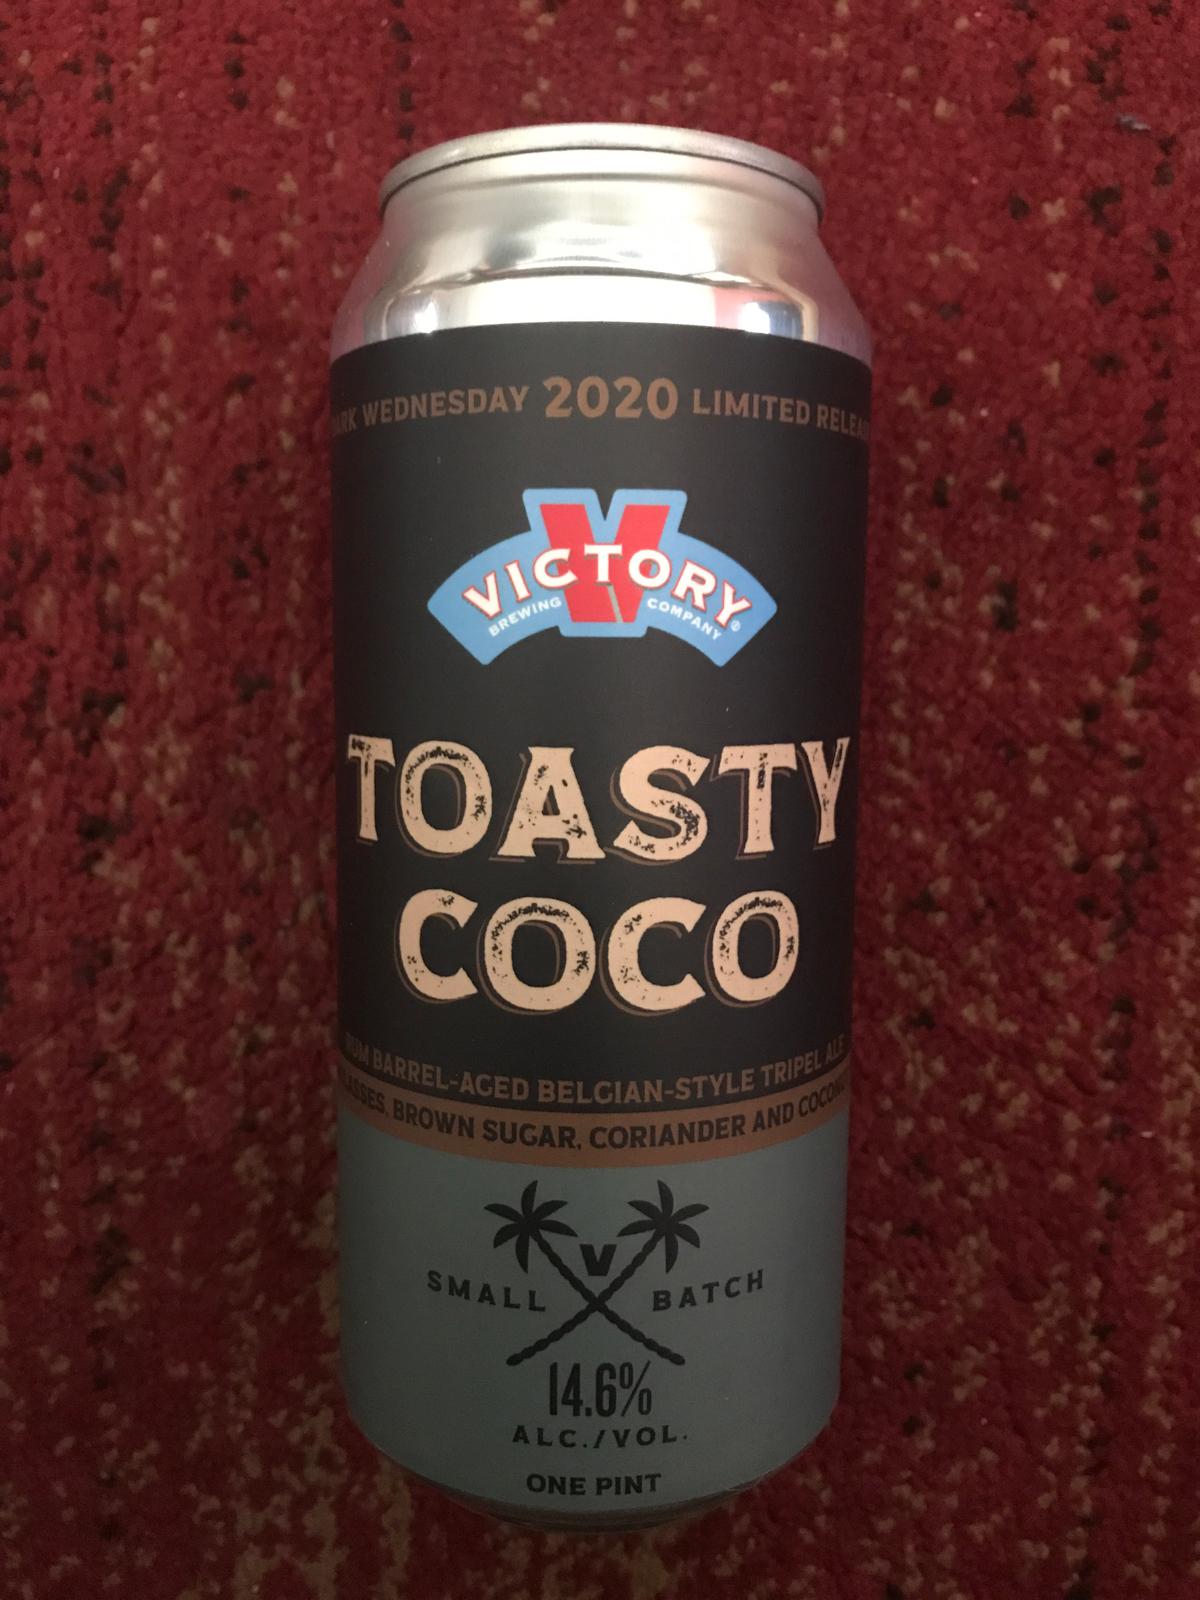 WEDNESDAY 2020 LIMITED
VICTORY
BREWING COMPANY
TOASTY
COCO
BARREL-AGED BELGIAN-STYLE TRIPEL ALE
BROWN SUGAR, CORIANDER AND
V
SMALL BATCH
14.6%
ALC./VOL.
ONE PINT